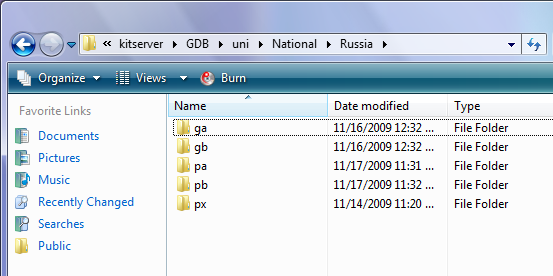 « kitserver ▸ GDB ▸ uni ▸ National ▸ Russia ▸
Organize Views Burn
Favorite Links
Documents
Pictures
Music
Recently Changed
Searches
Public
Name Date modified Type
ga 11/16/2009 12:32 ... File Folder
gb 11/16/2009 12:32 ... File Folder
pa 11/17/2009 11:31 ... File Folder
pb 11/17/2009 11:32 ... File Folder
px 11/14/2009 11:20 ... File Folder